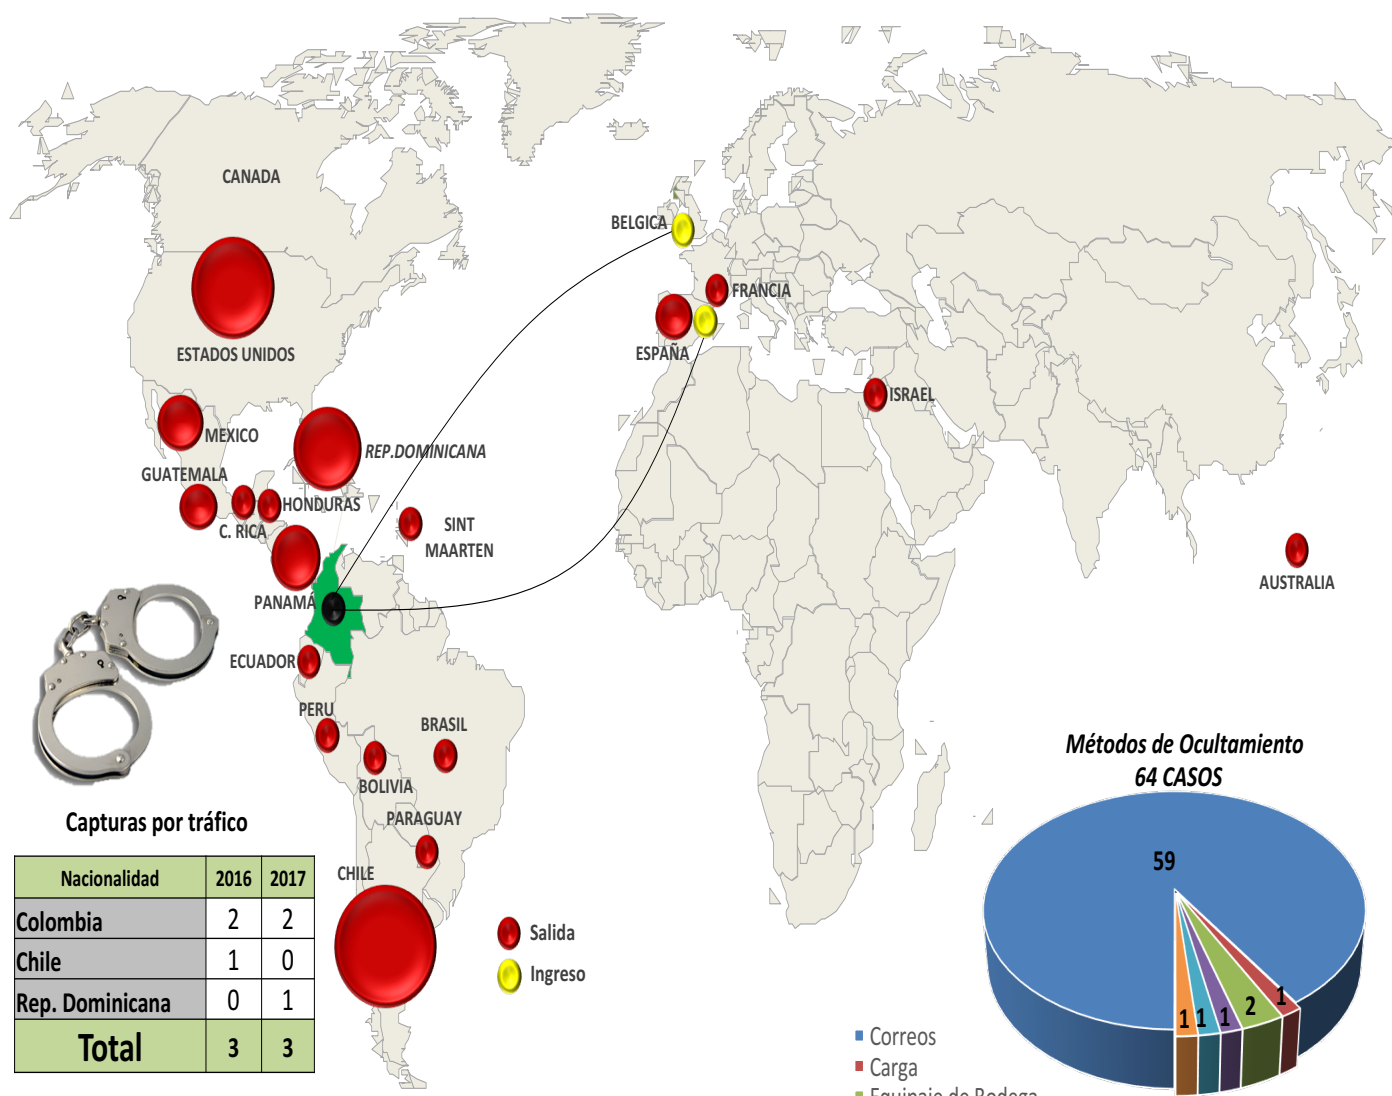 CANADA
BELGICA
FRANCIA
ESTADOS UNIDOS
ESPAÑA
ISRAEL
MEXICO
REP.DOMINICANA
GUATEMALA
HONDURAS
C. RICA
SINT
MAARTEN
AUSTRALIA
PANAMÁ
ECUADOR
PERU
BRASIL
BOLIVIA
PARAGUAY
CHILE
Capturas por tráfico
Nacionalidad 2016 2017
Colombia 2 2
Chile 1 0
Rep. Dominicana 0 1
Total 3 3
Salida
Ingreso
Métodos de Ocultamiento
64 CASOS
59
1 1 1 2 1
Correos
Carga
Equipaje de Bodega